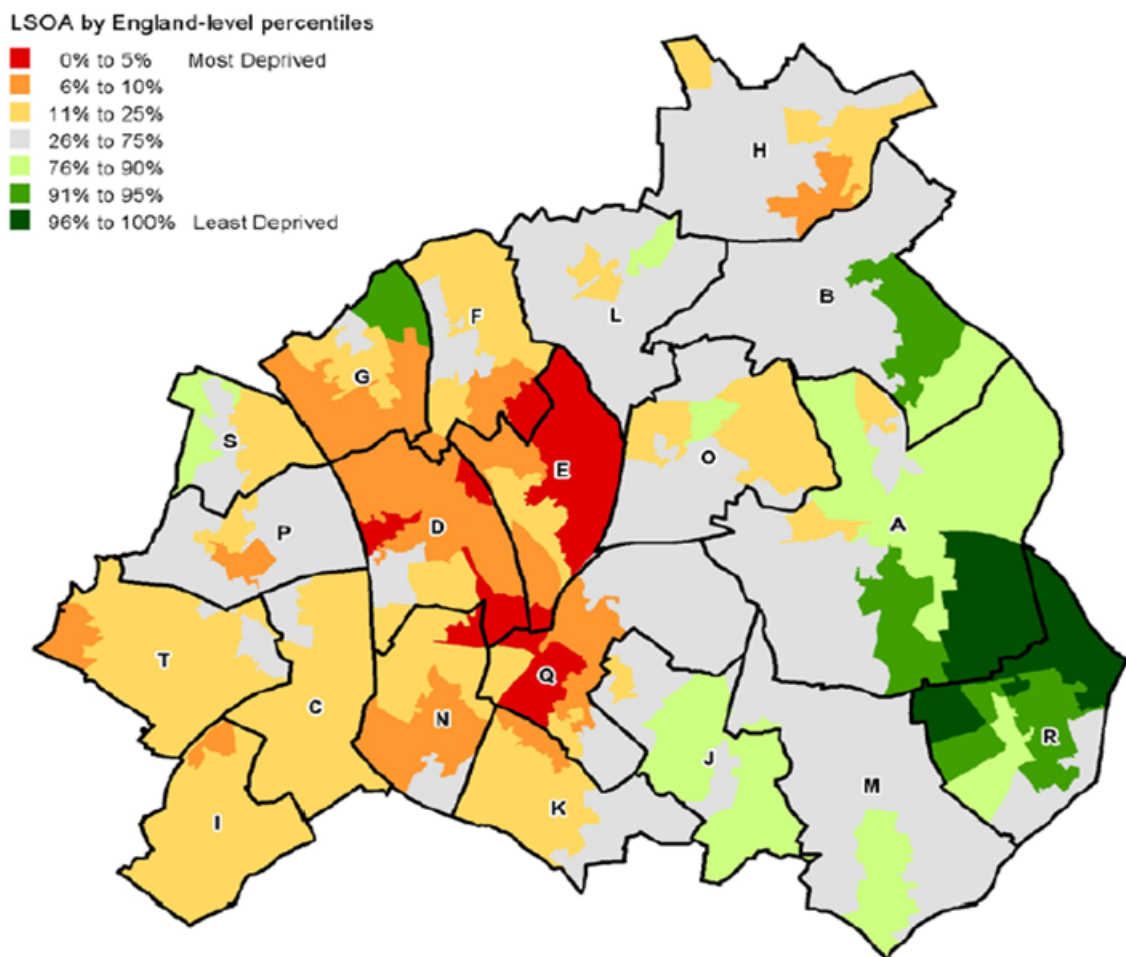 LSOA by England-level percentiles
0% to 5% Most Deprived
6% to 10%
11% to 25%
26% to 75%
76% to 90%
91% to 95%
96% to 100% Least Deprived
H
B
L
F
G
S
E
O
D
A
P
T
Q
C
N
J
R
M
K
I